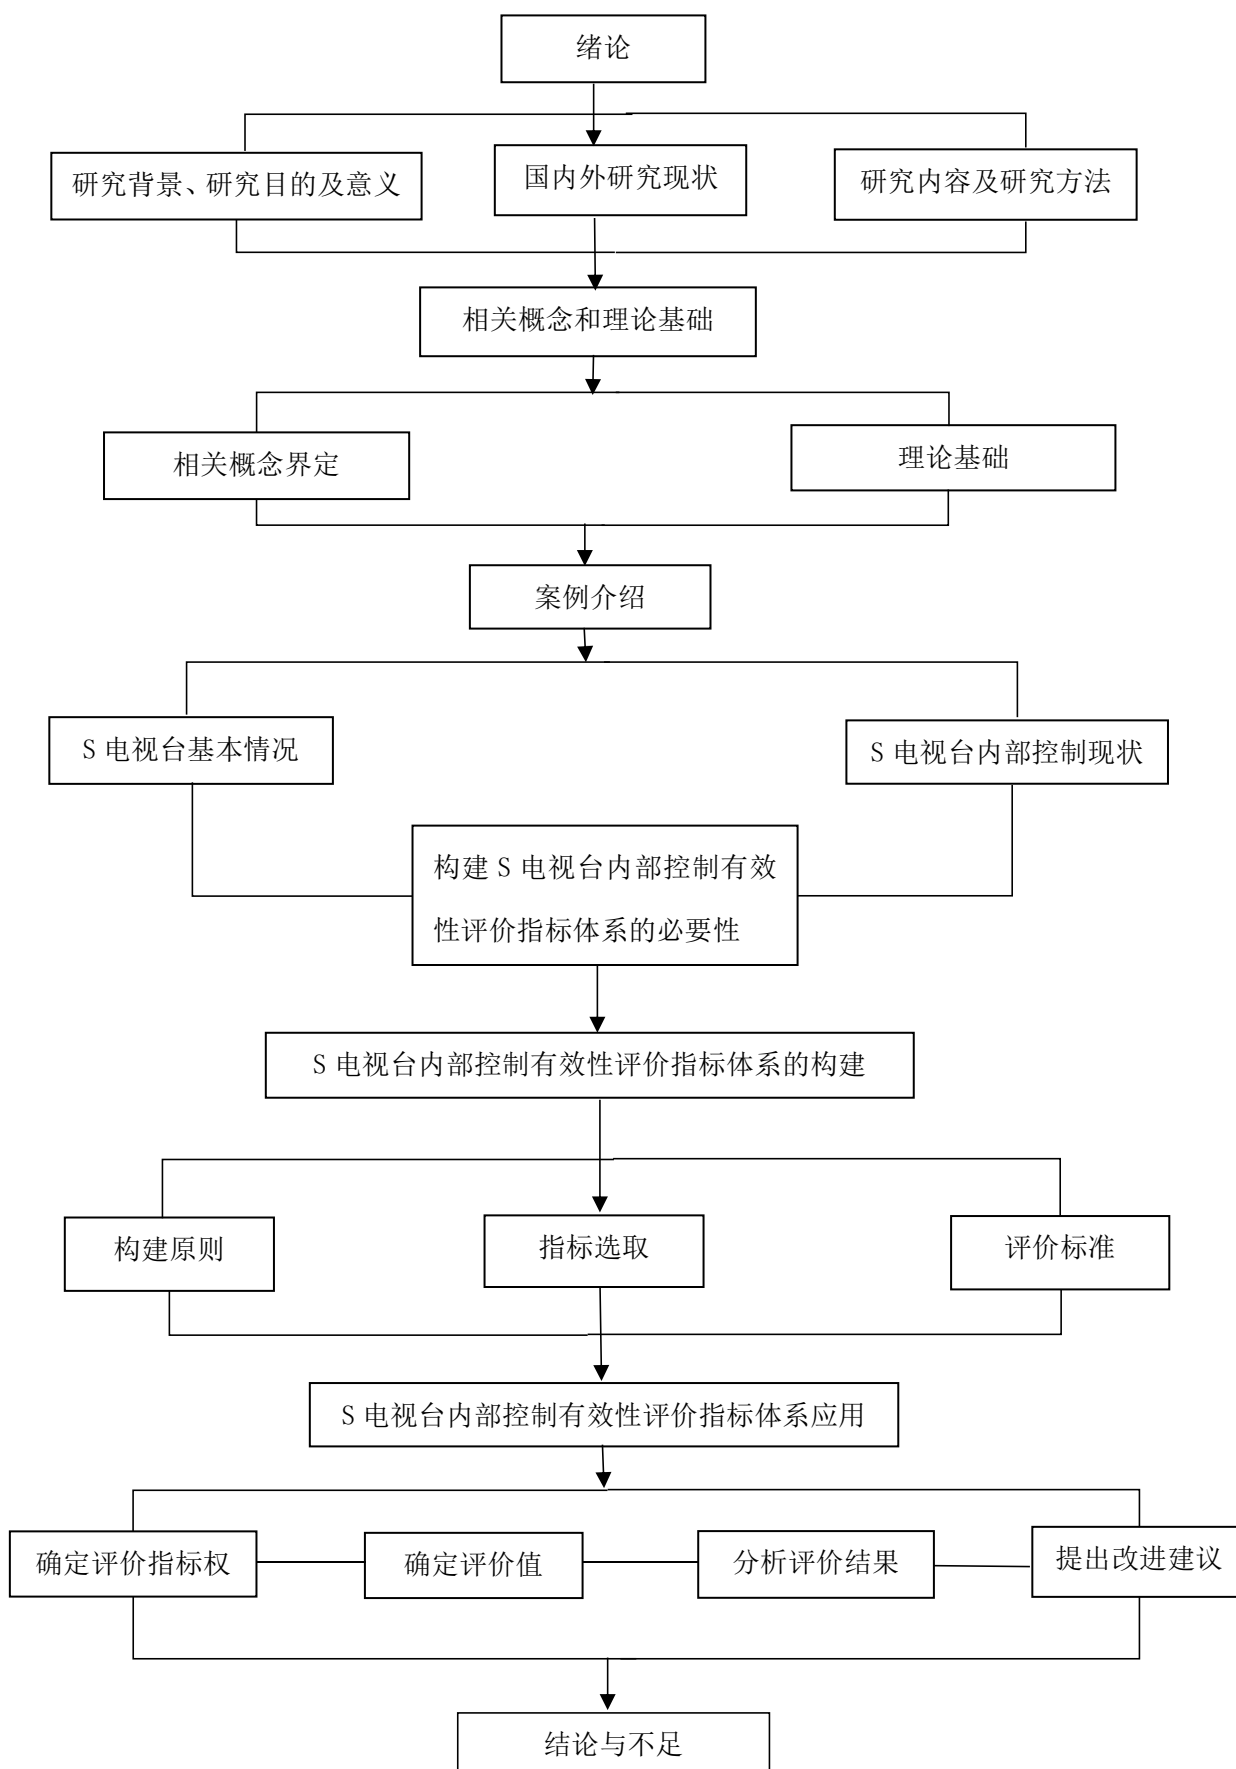 绪论
研究背景、研究目的及意义
国内外研究现状
研究内容及研究方法
相关概念和理论基础
相关概念界定
理论基础
案例介绍
S 电视台基本情况
S 电视台内部控制现状
构建 S 电视台内部控制有效
性评价指标体系的必要性
S 电视台内部控制有效性评价指标体系的构建
构建原则
指标选取
评价标准
S 电视台内部控制有效性评价指标体系应用
确定评价指标权
确定评价值
分析评价结果
提出改进建议
结论与不足